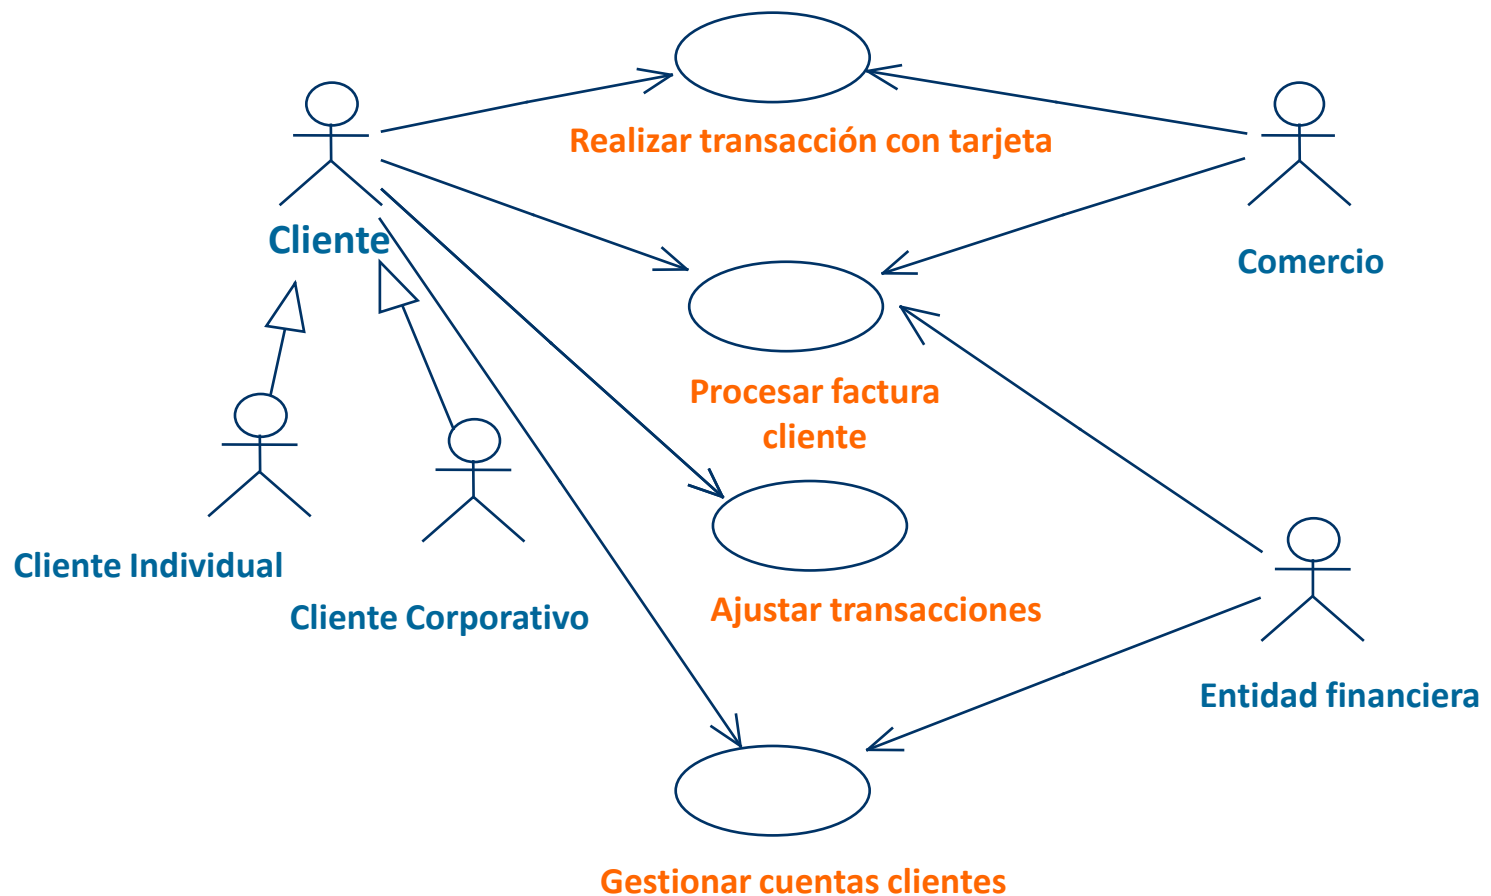 Realizar transacción con tarjeta
Cliente
Comercio
Procesar factura
cliente
Cliente Individual
Cliente Corporativo
Ajustar transacciones
Entidad financiera
Gestionar cuentas clientes